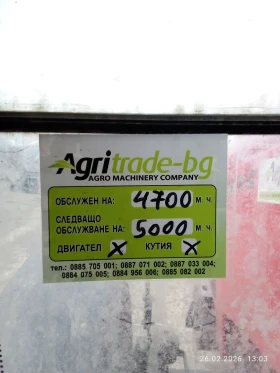 Agritrade-bg
AGRO MACHINERY COMPANY
ОБСЛУЖЕН НА: 4700 М. Ч.
СЛЕДВАЩО
ОБСЛУЖВАНЕ НА: 5000 М. Ч.
ДВИГАТЕЛ X КУТИЯ X
тел.: 0885 705 001; 0887 071 002; 0887 033 004;
0884 075 005; 0884 956 006; 0885 082 002
26.02.2026 13:03